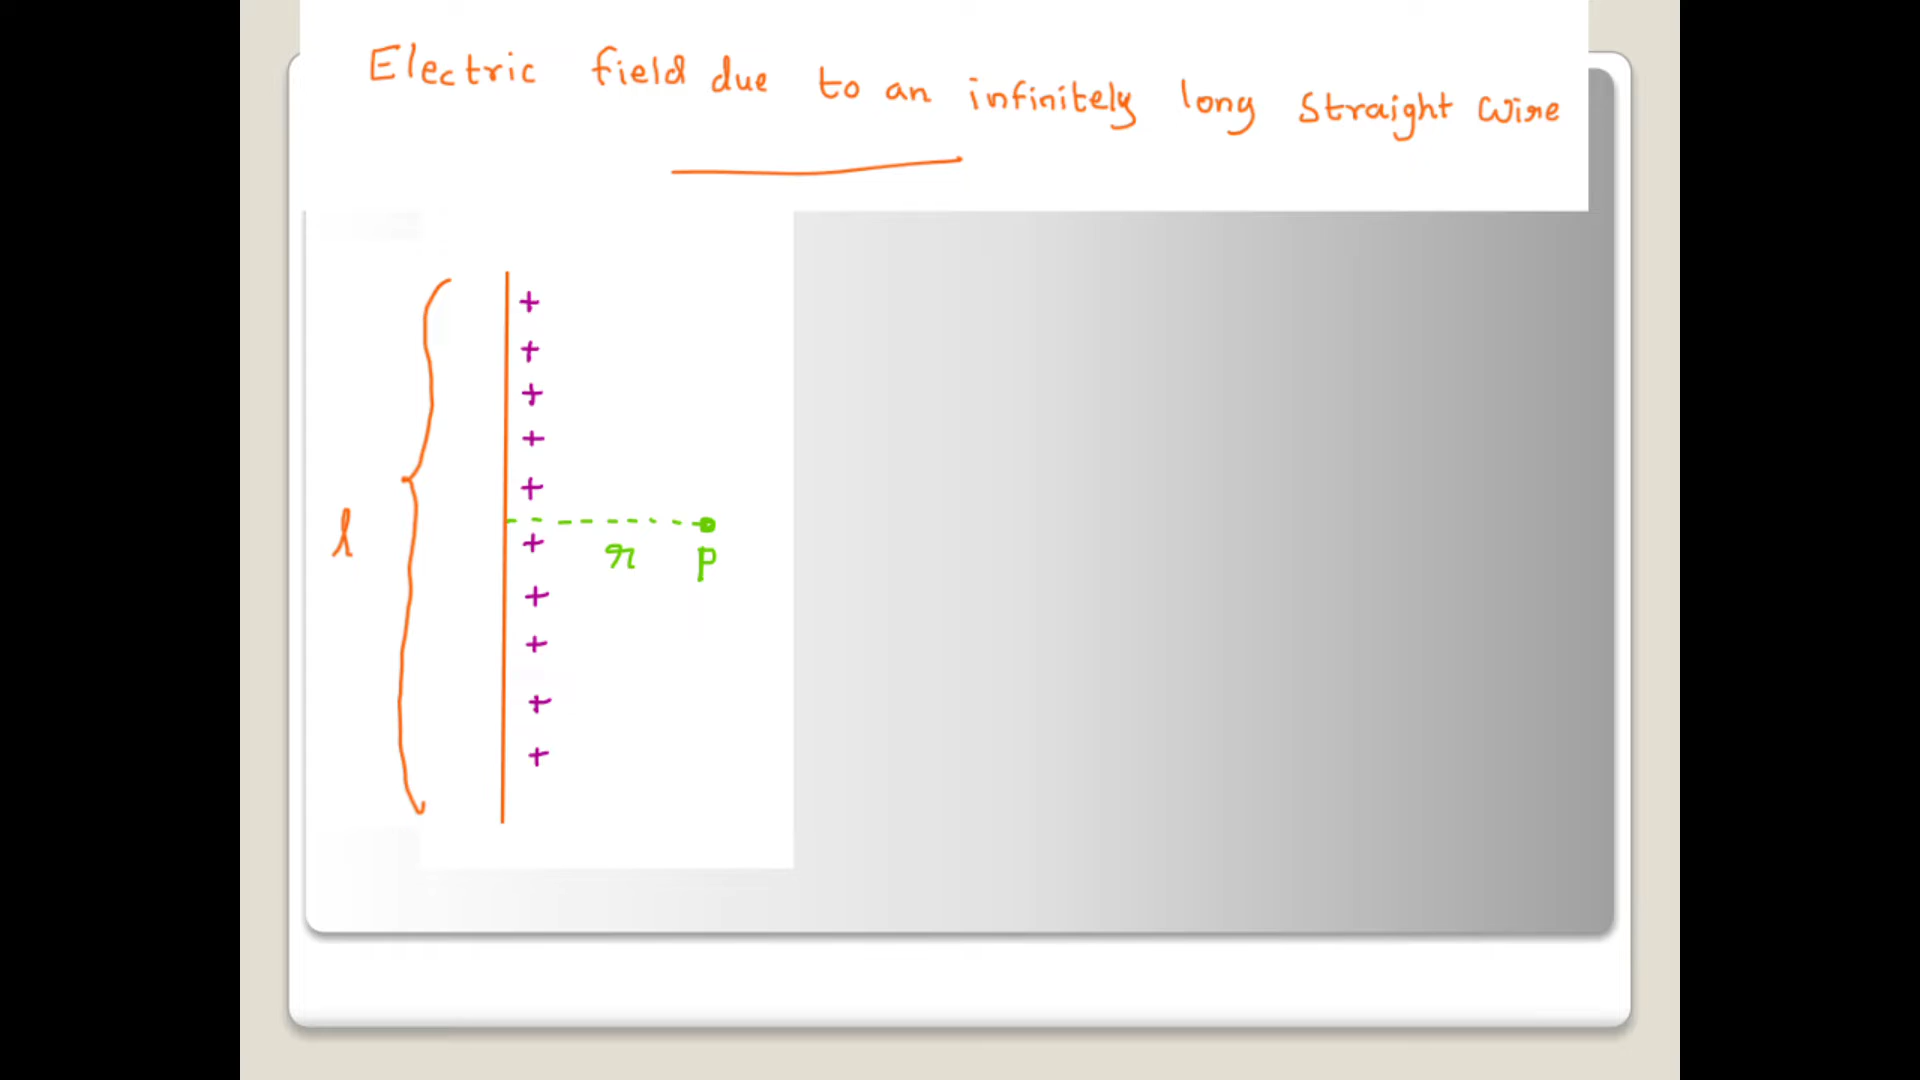 Electric field due to an infinitely long straight wire
+
+
+
+
+
l
+
r
P
+
+
+
+